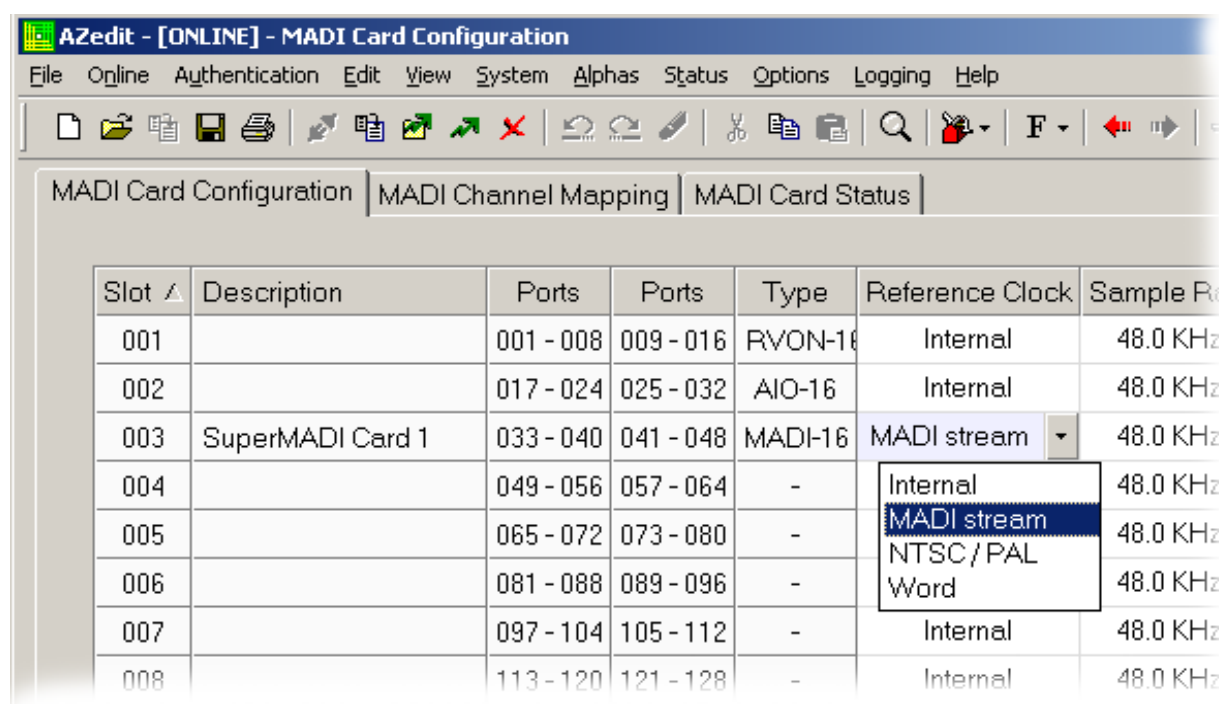 AZedit - [ONLINE] - MADI Card Configuration
File Online Authentication Edit View System Alphas Status Options Logging Help
F
MADI Card Configuration MADI Channel Mapping MADI Card Status
Slot Description Ports Ports Type Reference Clock Sample
001 001 - 008 009 - 016 RVON-16 Internal 48.0 KHz
002 017 - 024 025 - 032 AIO-16 Internal 48.0 KHz
003 SuperMADI Card 1 033 - 040 041 - 048 MADI-16 MADI stream 48.0 KHz
004 049 - 056 057 - 064 - Internal 48.0 KHz
005 065 - 072 073 - 080 - MADI stream 48.0 KHz
NTSC / PAL
006 081 - 088 089 - 096 - Word 48.0 KHz
007 097 - 104 105 - 112 - Internal 48.0 KHz
008 113 - 120 121 - 128 - Internal 48.0 KHz